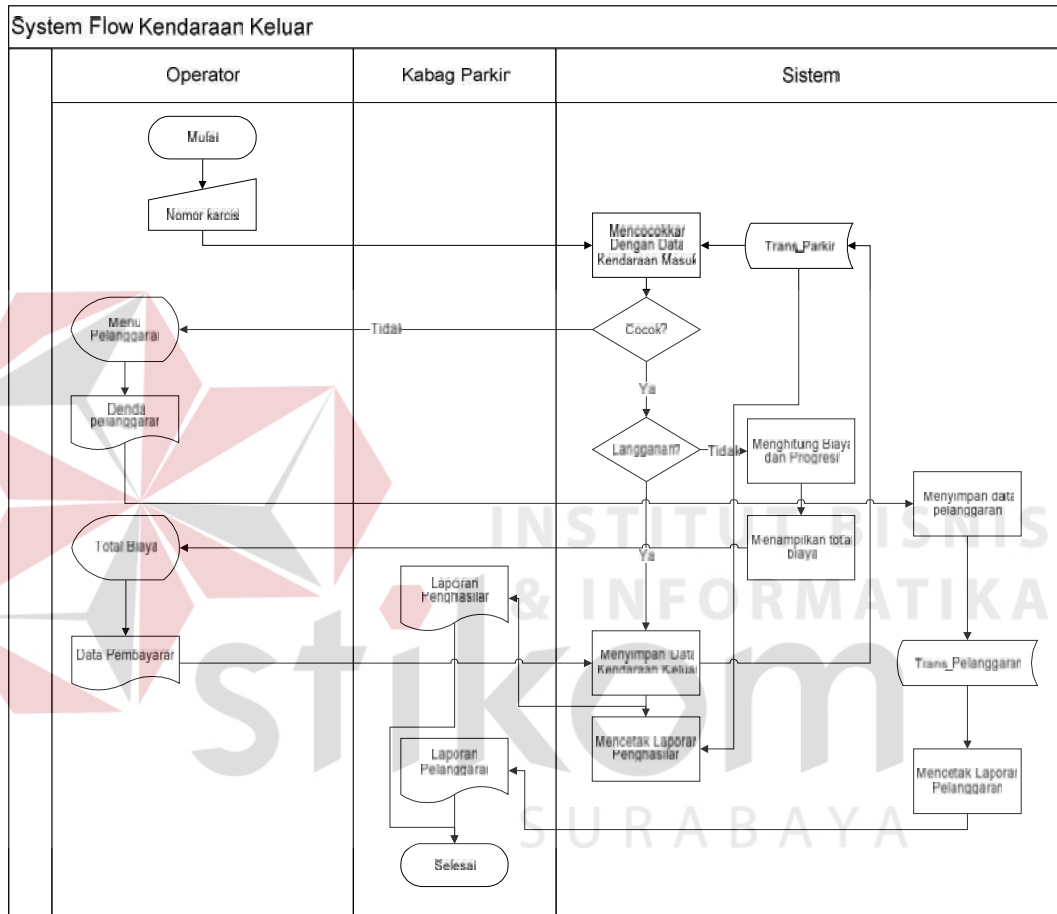 System Flow Kendaraan Keluar
Operator
Kabag Parkir
Sistem
Mulai
Nomor karcis
Mencocokkan
Dengan Data
Kendaraan Masuk
Trans_Parkir
Menu
Pelanggaran
Tidak
Cocok?
Ya
Denda
pelanggaran
Langganan?
Tidak
Menghitung Biaya
dan Progresif
Menyimpan data
pelanggaran
INSTITUT BISNIS
Total Biaya
Menampilkan total
biaya
Ya
& INFORMATIKA
Laporan
Penghasilan
Data Pembayaran
Menyimpan Data
Kendaraan Keluar
Trans_Pelanggaran
stikom
Mencetak Laporan
Penghasilan
Laporan
Pelanggaran
Mencetak Laporan
Pelanggaran
SURABAYA
Selesai